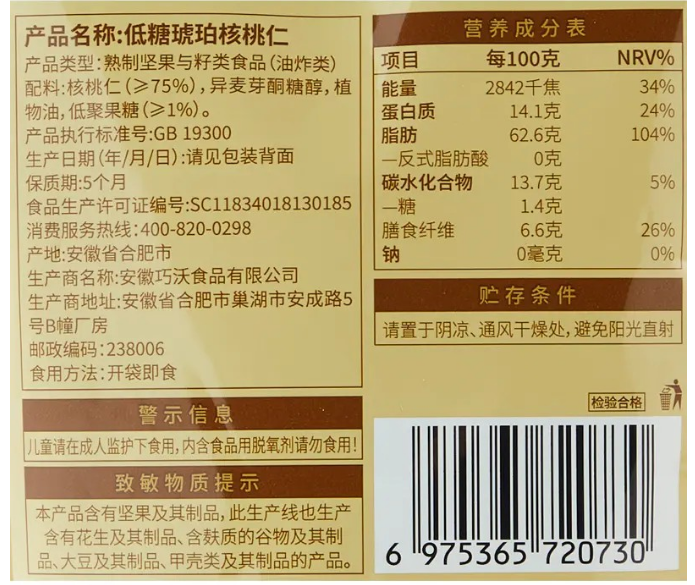 产品名称:低糖琥珀核桃仁
产品类型:熟制坚果与籽类食品(油炸类)
配料:核桃仁(≥75%),异麦芽酮糖醇,植
物油,低聚果糖(≥1%)。
产品执行标准号:GB 19300
生产日期(年/月/日):请见包装背面
保质期:5个月
食品生产许可证编号:SC11834018130185
消费服务热线:400-820-0298
产地:安徽省合肥市
生产商名称:安徽巧沃食品有限公司
生产商地址:安徽省合肥市巢湖市安成路5
号B幢厂房
邮政编码:238006
食用方法:开袋即食
警示信息
儿童请在成人监护下食用,内含食品用脱氧剂请勿食用!
致敏物质提示
本产品含有坚果及其制品,此生产线也生产
含有花生及其制品、含麸质的谷物及其制
品、大豆及其制品、甲壳类及其制品的产品。
营养成分表
项目 每100克 NRV%
能量 2842千焦 34%
蛋白质 14.1克 24%
脂肪 62.6克 104%
—反式脂肪酸 0克
碳水化合物 13.7克 5%
—糖 1.4克
膳食纤维 6.6克 26%
钠 0毫克 0%
贮存条件
请置于阴凉、通风干燥处,避免阳光直射
检验合格
6 975365 720730